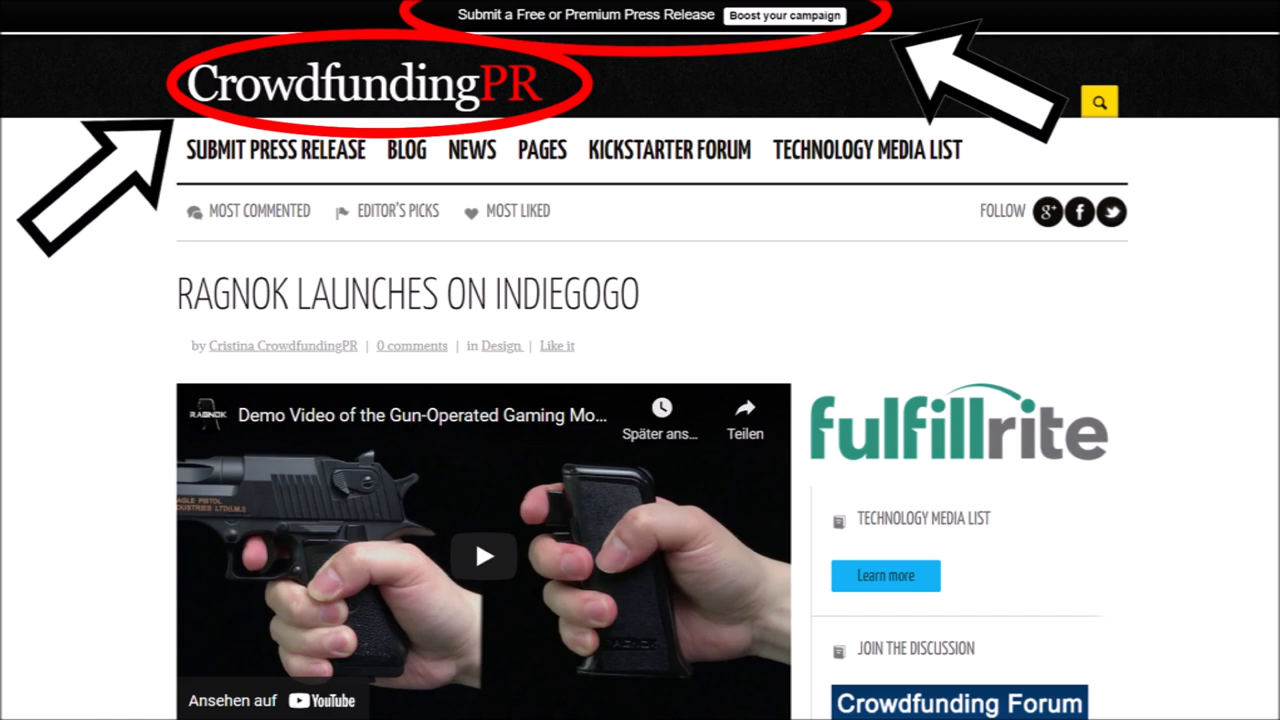 Submit a Free or Premium Press Release Boost your campaign
CrowdfundingPR
SUBMIT PRESS RELEASE BLOG NEWS PAGES KICKSTARTER FORUM TECHNOLOGY MEDIA LIST
MOST COMMENTED EDITOR'S PICKS MOST LIKED FOLLOW
RAGNOK LAUNCHES ON INDIEGOGO
by Cristina CrowdfundingPR | 0 comments | in Design | Like it
RAGNOK Demo Video of the Gun-Operated Gaming Mo...
Später ans... Teilen
EAGLE PISTOL
Ansehen auf YouTube
fulfillrite
TECHNOLOGY MEDIA LIST
Learn more
JOIN THE DISCUSSION
Crowdfunding Forum